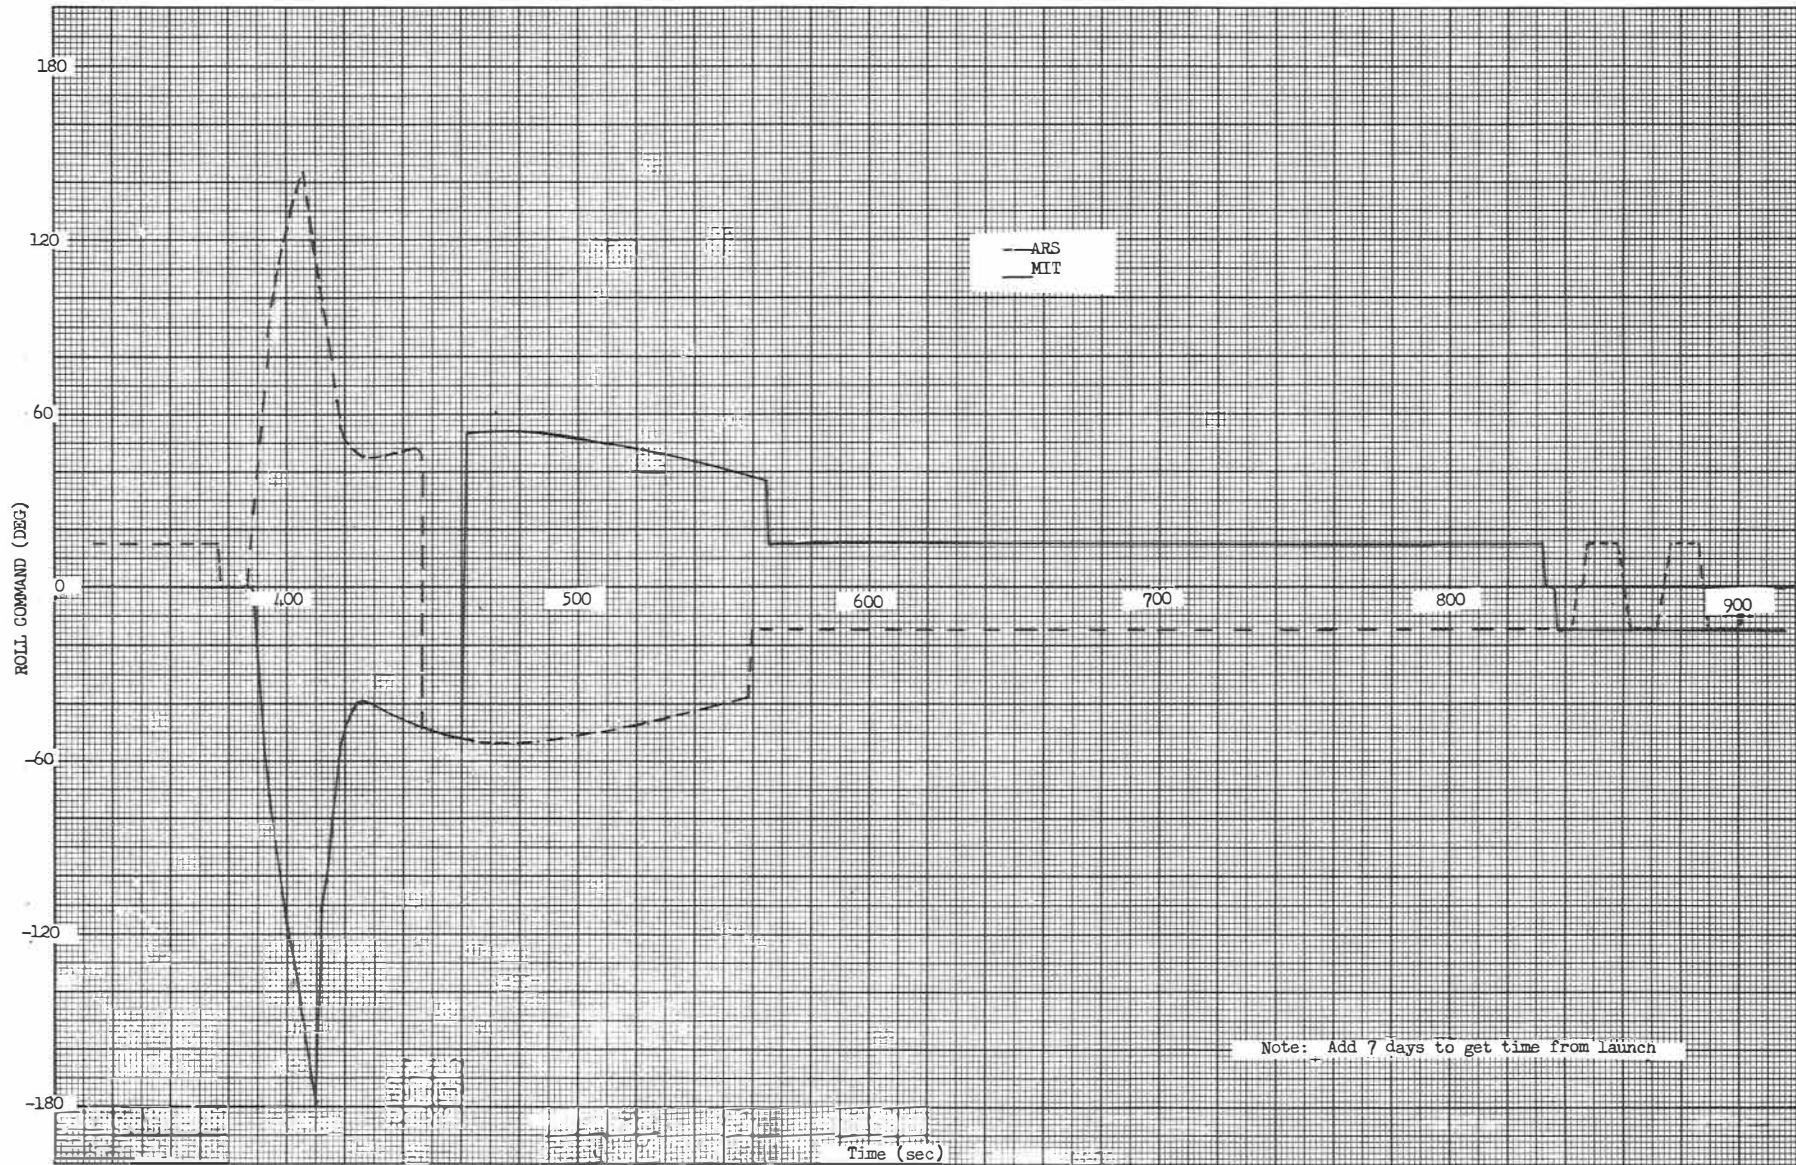 180
120
60
0
-60
-120
-180
ROLL COMMAND (DEG)
ARS
MIT
400
500
600
700
800
900
Note: Add 7 days to get time from launch
Time (sec)